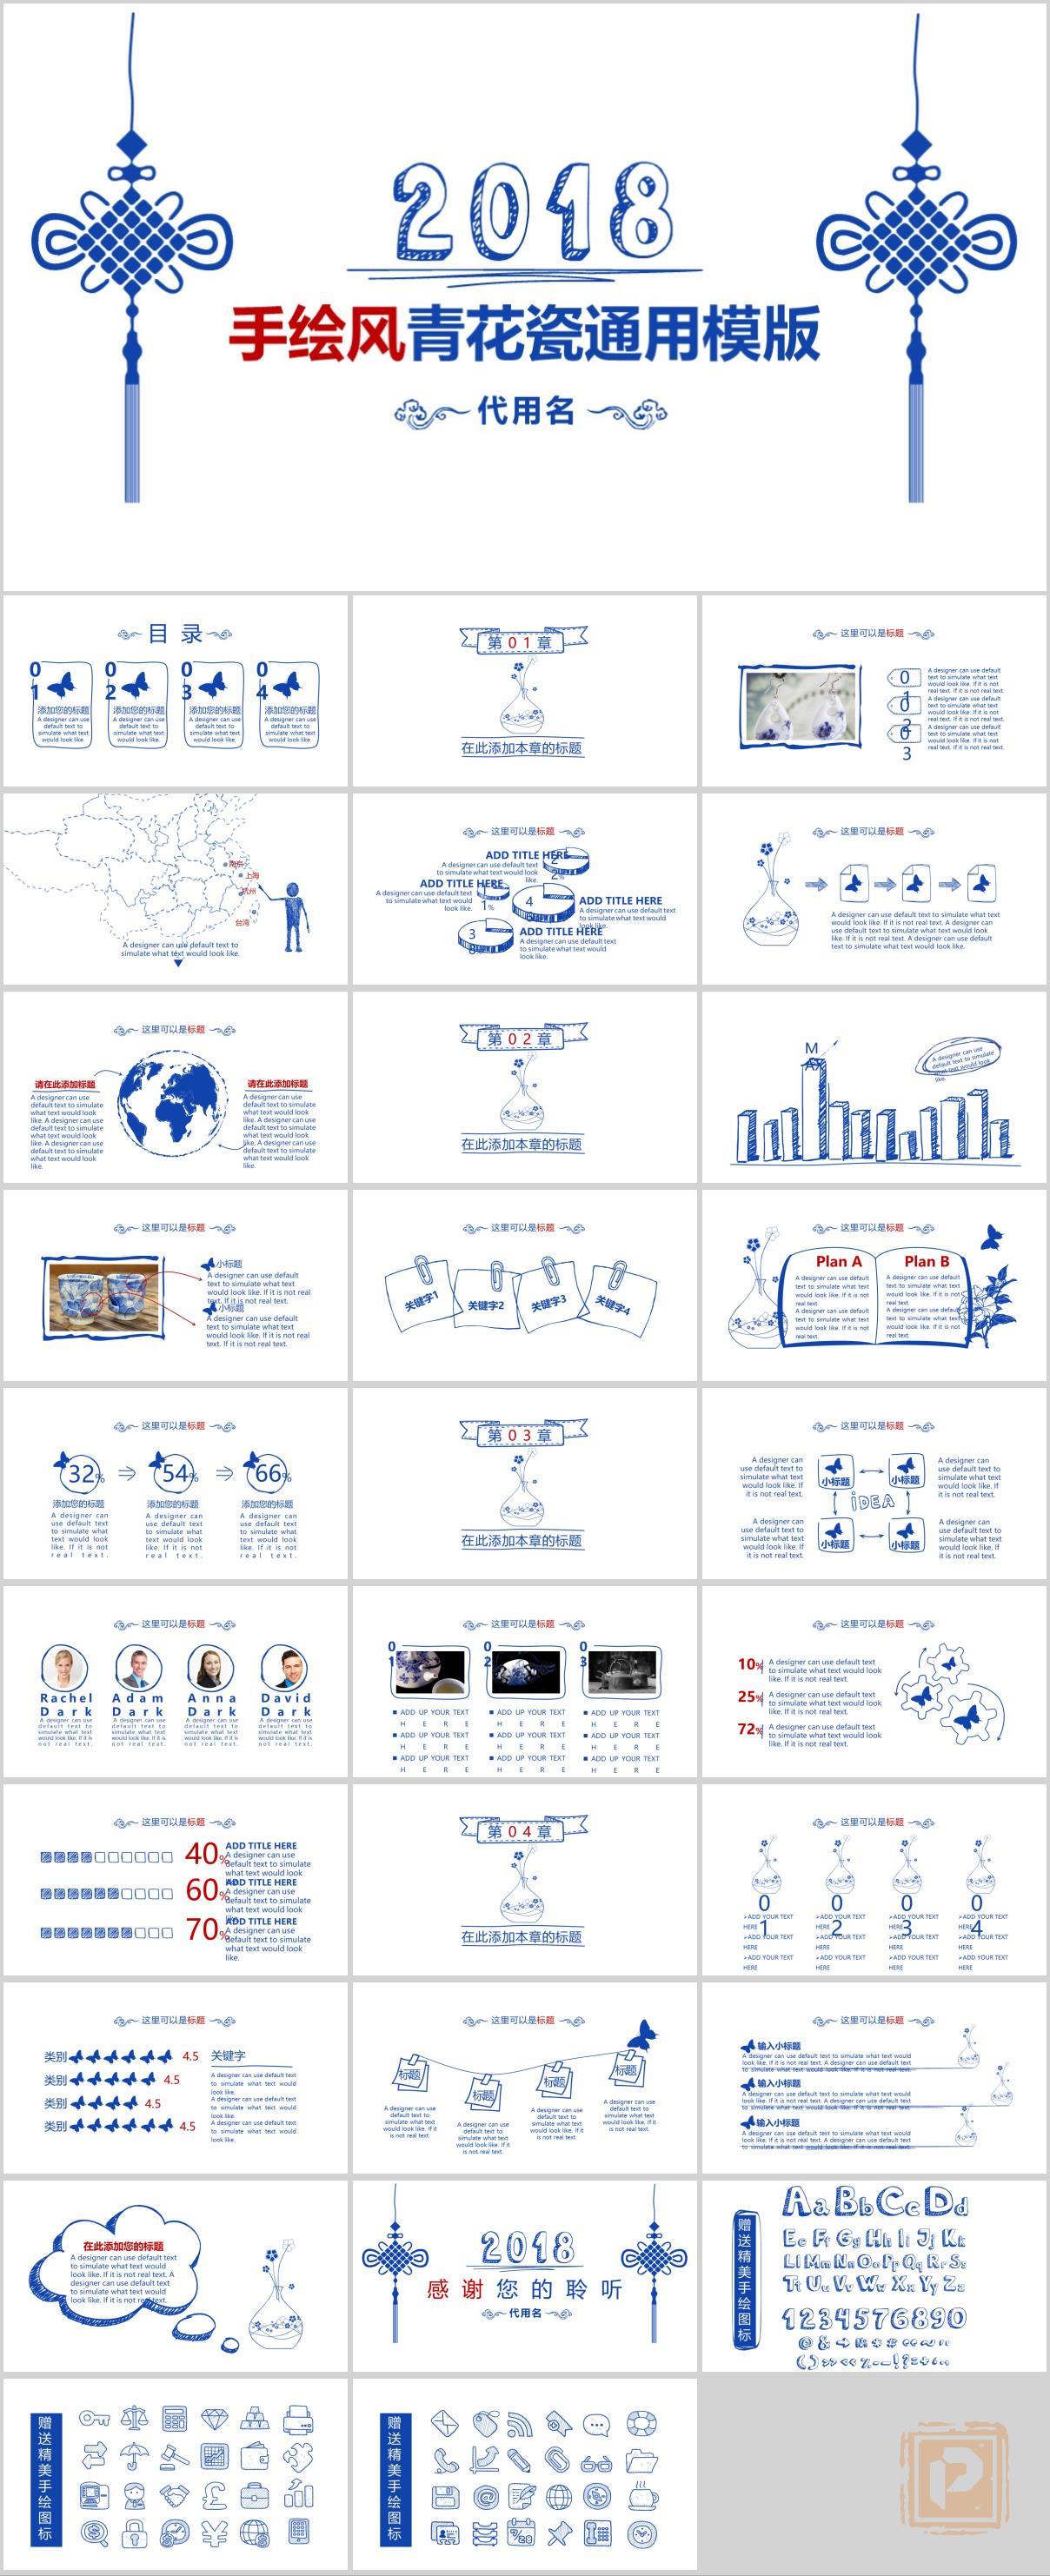 2018
手绘风青花瓷通用模版
代用名
目 录
01
添加您的标题
A designer can use
default text to
simulate what text
would look like.
02
添加您的标题
A designer can use
default text to
simulate what text
would look like.
03
添加您的标题
A designer can use
default text to
simulate what text
would look like.
04
添加您的标题
A designer can use
default text to
simulate what text
would look like.
第01章
在此添加本章的标题
这里可以是标题
01
A designer can use default
text to simulate what text
would look like. If it is not
real text.
02
A designer can use default
text to simulate what text
would look like. If it is not
real text.
03
A designer can use default
text to simulate what text
would look like. If it is not
real text.
南京
上海
杭州
台湾
A designer can use default text to
simulate what text would look like.
这里可以是标题
ADD TITLE HERE
A designer can use default text
to simulate what text would look
like.
ADD TITLE HERE
A designer can use default text
to simulate what text would
look like.
1%
4
ADD TITLE HERE
A designer can use default text
to simulate what text would
look like.
3
ADD TITLE HERE
A designer can use default text
to simulate what text would
look like.
这里可以是标题
A designer can use default text to simulate what text
would look like. If it is not real text. A designer can
use default text to simulate what text would look
like. If it is not real text. A designer can use default
text to simulate what text would look like.
这里可以是标题
请在此添加标题
A designer can use
default text to simulate
what text would look
like. A designer can use
default text to simulate
what text would look
like. A designer can use
default text to simulate
what text would look
like.
请在此添加标题
A designer can use
default text to simulate
what text would look
like. A designer can use
default text to simulate
what text would look
like. A designer can use
default text to simulate
what text would look
like.
第02章
在此添加本章的标题
MAX
A designer can use
default text to simulate
what text would look
like.
这里可以是标题
小标题
A designer can use default
text to simulate what text
would look like. If it is not real
text. If it is not real text.
小标题
A designer can use default
text to simulate what text
would look like. If it is not real
text. If it is not real text.
这里可以是标题
关键字1
关键字2
关键字3
关键字4
这里可以是标题
Plan A
A designer can use default
text to simulate what text
would look like. If it is not
real text.
A designer can use default
text to simulate what text
would look like. If it is not
real text.
Plan B
A designer can use default
text to simulate what text
would look like. If it is not
real text.
A designer can use default
text to simulate what text
would look like. If it is not
real text.
这里可以是标题
32%
添加您的标题
A designer can
use default text
to simulate what
text would look
like. If it is not
real text.
54%
添加您的标题
A designer can
use default text
to simulate what
text would look
like. If it is not
real text.
66%
添加您的标题
A designer can
use default text
to simulate what
text would look
like. If it is not
real text.
第03章
在此添加本章的标题
这里可以是标题
A designer can
use default text to
simulate what text
would look like. If
it is not real text.
小标题
小标题
A designer can
use default text to
simulate what text
would look like. If
it is not real text.
iDEA
A designer can
use default text to
simulate what text
would look like. If
it is not real text.
小标题
小标题
A designer can
use default text to
simulate what text
would look like. If
it is not real text.
这里可以是标题
Rachel
Dark
A designer can use
default text to
simulate what text
would look like. If it is
not real text.
Adam
Dark
A designer can use
default text to
simulate what text
would look like. If it is
not real text.
Anna
Dark
A designer can use
default text to
simulate what text
would look like. If it is
not real text.
David
Dark
A designer can use
default text to
simulate what text
would look like. If it is
not real text.
这里可以是标题
01
ADD UP YOUR TEXT
HERE
ADD UP YOUR TEXT
HERE
ADD UP YOUR TEXT
HERE
02
ADD UP YOUR TEXT
HERE
ADD UP YOUR TEXT
HERE
ADD UP YOUR TEXT
HERE
03
ADD UP YOUR TEXT
HERE
ADD UP YOUR TEXT
HERE
ADD UP YOUR TEXT
HERE
这里可以是标题
10%
A designer can use default text
to simulate what text would look
like. If it is not real text.
25%
A designer can use default text
to simulate what text would look
like. If it is not real text.
72%
A designer can use default text
to simulate what text would look
like. If it is not real text.
这里可以是标题
40%
ADD TITLE HERE
A designer can use
default text to simulate
what text would look
60%
ADD TITLE HERE
A designer can use
default text to simulate
what text would look
like.
70%
ADD TITLE HERE
A designer can use
default text to simulate
what text would look
like.
第04章
在此添加本章的标题
这里可以是标题
01
ADD YOUR TEXT
HERE
ADD YOUR TEXT
HERE
ADD YOUR TEXT
HERE
02
ADD YOUR TEXT
HERE
ADD YOUR TEXT
HERE
ADD YOUR TEXT
HERE
03
ADD YOUR TEXT
HERE
ADD YOUR TEXT
HERE
ADD YOUR TEXT
HERE
04
ADD YOUR TEXT
HERE
ADD YOUR TEXT
HERE
ADD YOUR TEXT
HERE
这里可以是标题
类别 4.5
类别 4.5
类别 4.5
类别 4.5
关键字
A designer can use default text
to simulate what text would
look like.
A designer can use default text
to simulate what text would
look like.
A designer can use default text
to simulate what text would
look like.
这里可以是标题
标题
A designer can use
default text to
simulate what text
would look like. If it
is not real text.
标题
A designer can use
default text to
simulate what text
would look like. If it
is not real text.
标题
A designer can use
default text to
simulate what text
would look like. If it
is not real text.
标题
A designer can use
default text to
simulate what text
would look like. If it
is not real text.
这里可以是标题
输入小标题
A designer can use default text to simulate what text would
look like. If it is not real text. A designer can use default text
to simulate what text would look like. If it is not real text.
输入小标题
A designer can use default text to simulate what text would
look like. If it is not real text. A designer can use default text
to simulate what text would look like. If it is not real text.
输入小标题
A designer can use default text to simulate what text would
look like. If it is not real text. A designer can use default text
to simulate what text would look like. If it is not real text.
在此添加您的标题
A designer can use default text
to simulate what text would
look like. If it is not real text. A
designer can use default text
to simulate what text would
look like. If it is not real text.
2018
感谢您的聆听
代用名
赠送精美手绘图标
AaBbCcDd
EeFfGgHhIiJjKk
LlMmNnOoPpQqRrSs
TtUuVvWwXxYyZz
1234576890
赠送精美手绘图标
赠送精美手绘图标
7/28
P